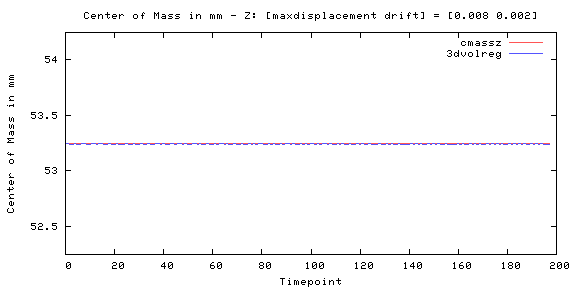 Center of Mass in mm - Z: [maxdisplacement drift] = [0.008 0.002]
cmassz
3dvolreg
54
53.5
53
52.5
Center of Mass in mm
0 20 40 60 80 100 120 140 160 180 200
Timepoint